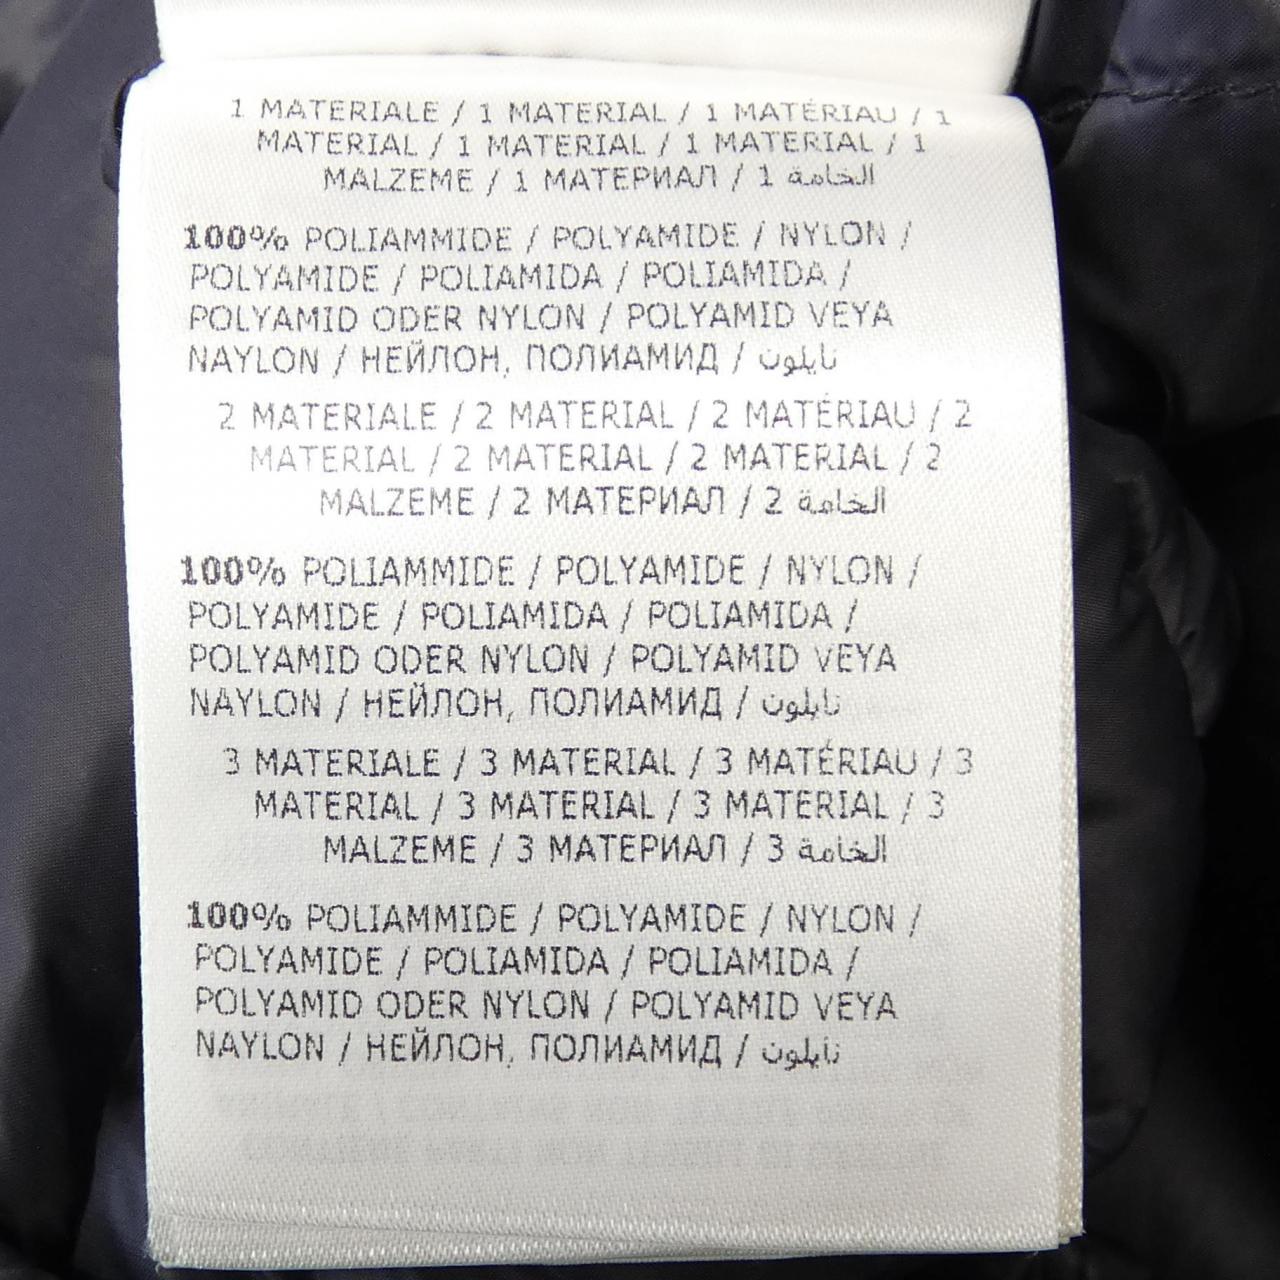 1 MATERIALE / 1 MATERIAL / 1 MATÉRIAU / 1
MATERIAL / 1 MATERIAL / 1 MATERIAL / 1
MALZEME / 1 МАТЕРИАЛ / 1 الخامة
100% POLIAMMIDE / POLYAMIDE / NYLON /
POLYAMIDE / POLIAMIDA / POLIAMIDA /
POLYAMID ODER NYLON / POLYAMID VEYA
NAYLON / НЕЙЛОН, ПОЛИАМИД / نايلون
2 MATERIALE / 2 MATERIAL / 2 MATÉRIAU / 2
MATERIAL / 2 MATERIAL / 2 MATERIAL / 2
MALZEME / 2 МАТЕРИАЛ / 2 الخامة
100% POLIAMMIDE / POLYAMIDE / NYLON /
POLYAMIDE / POLIAMIDA / POLIAMIDA /
POLYAMID ODER NYLON / POLYAMID VEYA
NAYLON / НЕЙЛОН, ПОЛИАМИД / نايلون
3 MATERIALE / 3 MATERIAL / 3 MATÉRIAU / 3
MATERIAL / 3 MATERIAL / 3 MATERIAL / 3
MALZEME / 3 МАТЕРИАЛ / 3 الخامة
100% POLIAMMIDE / POLYAMIDE / NYLON /
POLYAMIDE / POLIAMIDA / POLIAMIDA /
POLYAMID ODER NYLON / POLYAMID VEYA
NAYLON / НЕЙЛОН, ПОЛИАМИД / نايلون